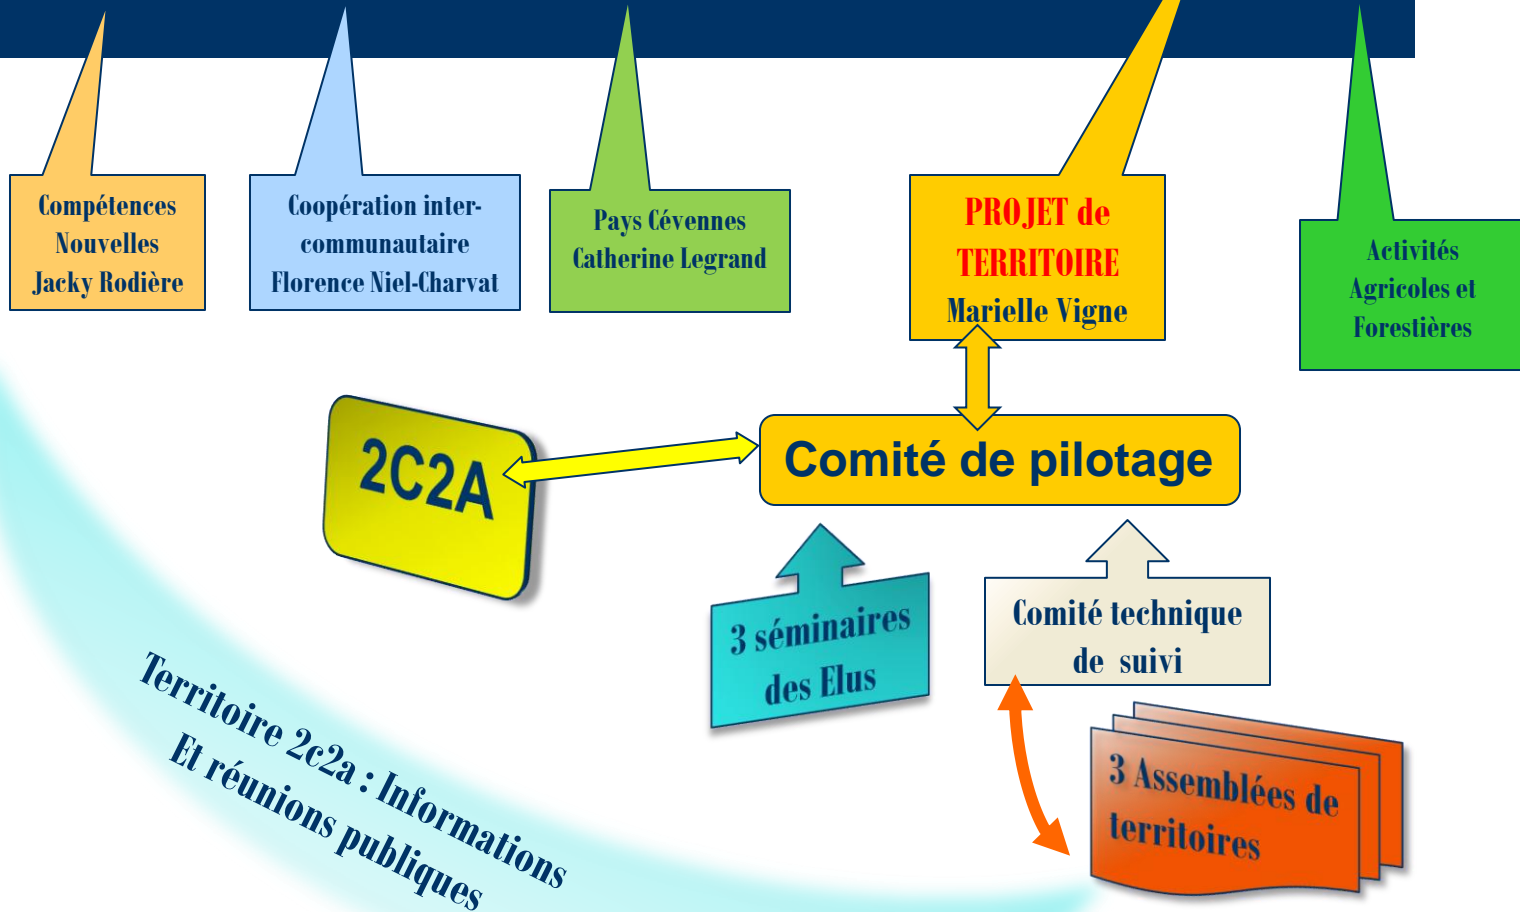 Compétences
Nouvelles
Jacky Rodière
Coopération inter-
communautaire
Florence Niel-Charvat
Pays Cévennes
Catherine Legrand
PROJET de
TERRITOIRE
Marielle Vigne
Activités
Agricoles et
Forestières
2C2A
Comité de pilotage
3 séminaires
des Elus
Comité technique
de suivi
3 Assemblées de
territoires
Territoire 2c2a : Informations
Et réunions publiques